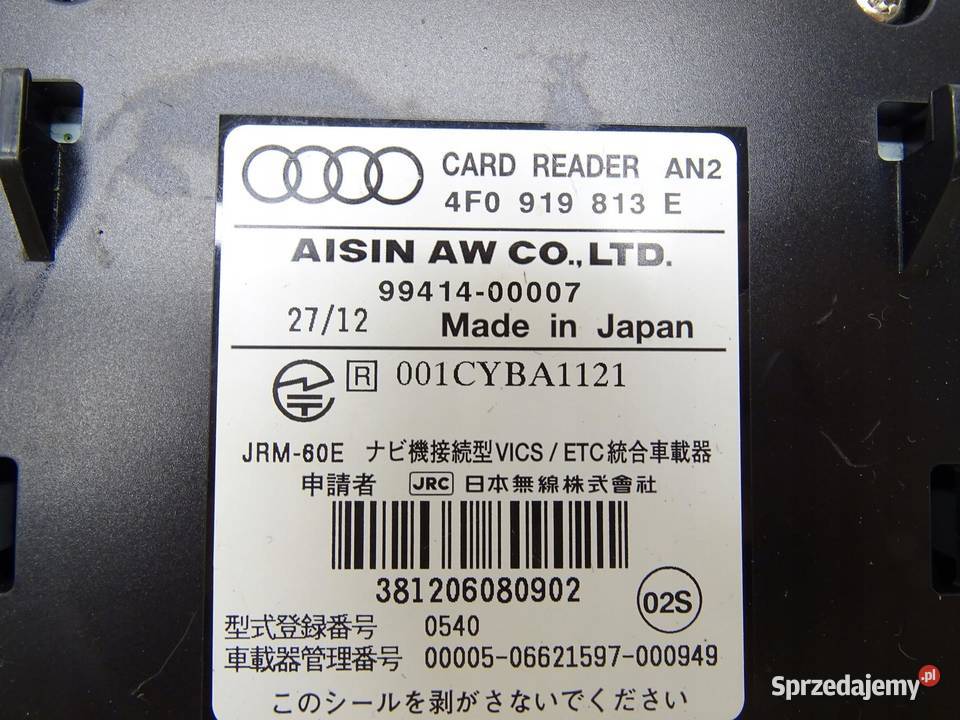 CARD READER AN2
4F0 919 813 E
AISIN AW CO.,LTD.
99414-00007
27/12 Made in Japan
R 001CYBA1121
JRM-60E ナビ機接続型VICS/ETC統合車載器
申請者 JRC 日本無線株式會社
381206080902
02S
型式登録番号 0540
車載器管理番号 00005-06621597-000949
このシールを剥がさないでください
Sprzedajemy.pl